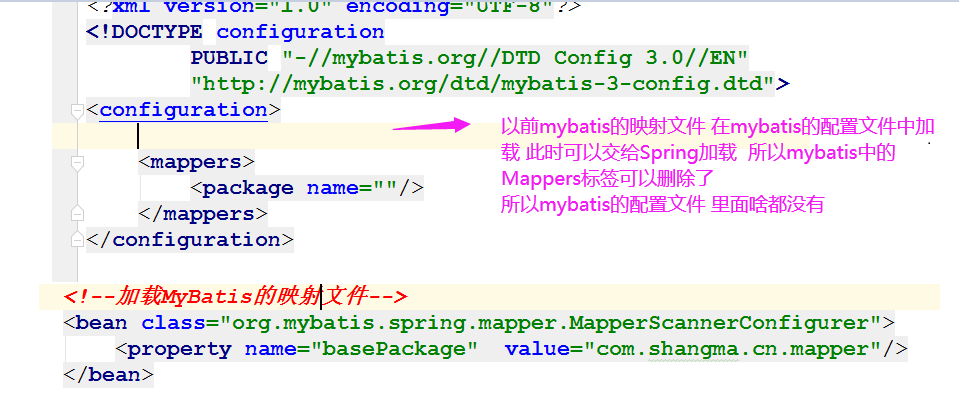 <?xml version="1.0" encoding="UTF-8"?>
<!DOCTYPE configuration
PUBLIC "-//mybatis.org//DTD Config 3.0//EN"
"http://mybatis.org/dtd/mybatis-3-config.dtd">
<configuration>
以前mybatis的映射文件 在mybatis的配置文件中加
载 此时可以交给Spring加载 所以mybatis中的
Mappers标签可以删除了
所以mybatis的配置文件 里面啥都没有
<mappers>
<package name=""/>
</mappers>
</configuration>
<!--加载MyBatis的映射文件-->
<bean class="org.mybatis.spring.mapper.MapperScannerConfigurer">
<property name="basePackage" value="com.shangma.cn.mapper"/>
</bean>